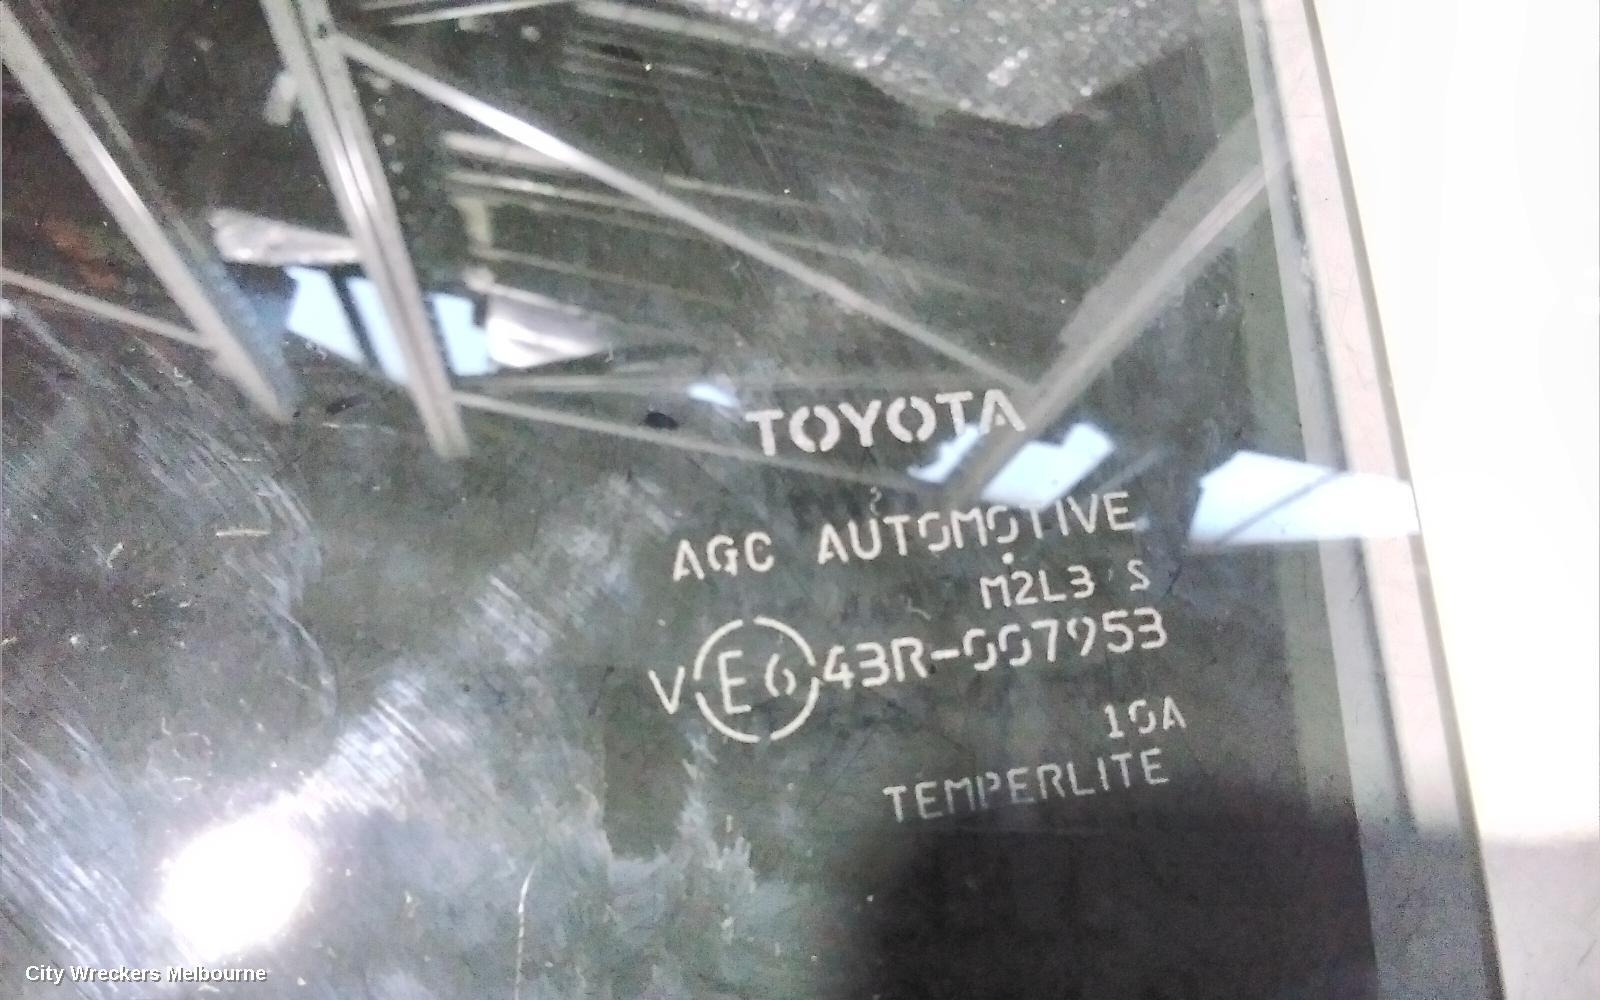 TOYOTA
AGC AUTOMOTIVE
M2L3 S
V E6 43R-007953
10A
TEMPERLITE
City Wreckers Melbourne